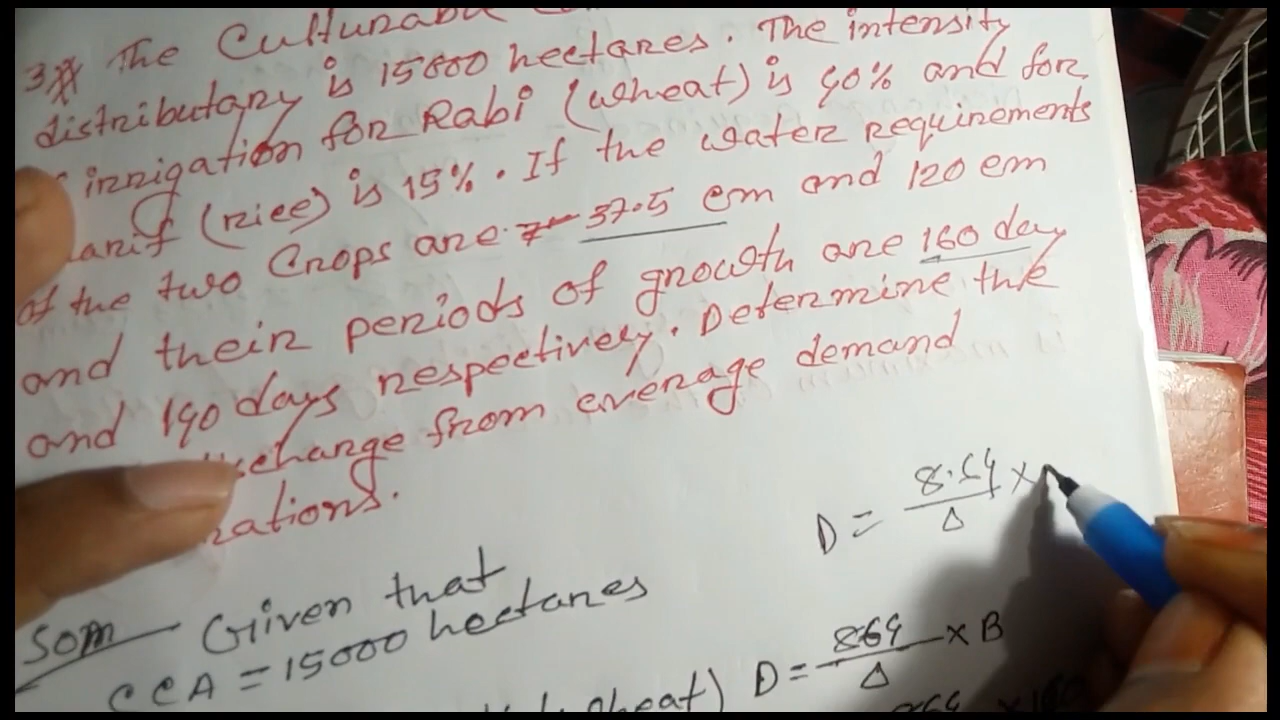 3 The Culturable
distributary is 15000 hectares. The intensity
irrigation for Rabi (wheat) is 40% and for
(rice) is 15%. If the water requirements
of the two Crops are 37.5 cm and 120 cm
and their periods of growth are 160 day
and 140 days respectively. Determine the
discharge from average demand
D = 8.64/Δ ×
Soln Given that
CCA = 15000 hectares
wheat) D = 864/Δ × B
864